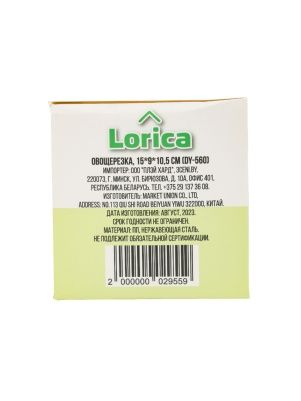 Lorica
ОВОЩЕРЕЗКА, 15*9*10,5 СМ (DY-560)
ИМПОРТЕР: ООО "ПЛЭЙ ХАРД", 3CENI.BY,
220073, Г. МИНСК, УЛ. БИРЮЗОВА, Д. 10А, ОФИС 401,
РЕСПУБЛИКА БЕЛАРУСЬ. ТЕЛ.: +375 29 137 36 08.
ИЗГОТОВИТЕЛЬ: MARKET UNION CO., LTD,
ADDRESS: NO.113 QIU SHI ROAD BEIYUAN YIWU 322000, КИТАЙ.
ДАТА ИЗГОТОВЛЕНИЯ: АВГУСТ, 2023.
СРОК ГОДНОСТИ НЕ ОГРАНИЧЕН.
МАТЕРИАЛ: ПП, НЕРЖАВЕЮЩАЯ СТАЛЬ.
НЕ ПОДЛЕЖИТ ОБЯЗАТЕЛЬНОЙ СЕРТИФИКАЦИИ.
2 000000 029559